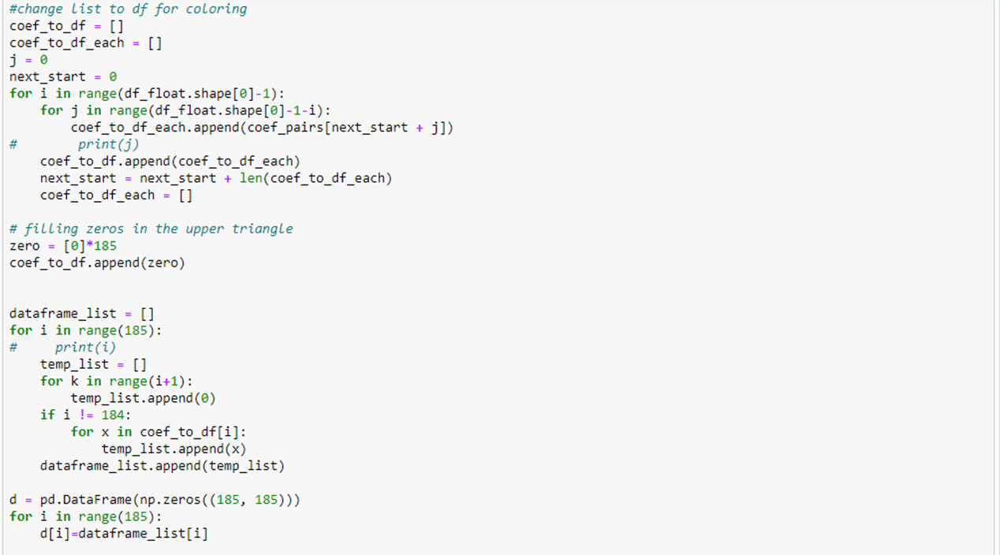 #change list to df for coloring
coef_to_df = []
coef_to_df_each = []
j = 0
next_start = 0
for i in range(df_float.shape[0]-1):
    for j in range(df_float.shape[0]-1-i):
        coef_to_df_each.append(coef_pairs[next_start + j])
#        print(j)
    coef_to_df.append(coef_to_df_each)
    next_start = next_start + len(coef_to_df_each)
    coef_to_df_each = []

# filling zeros in the upper triangle
zero = [0]*185
coef_to_df.append(zero)


dataframe_list = []
for i in range(185):
#     print(i)
    temp_list = []
    for k in range(i+1):
        temp_list.append(0)
    if i != 184:
        for x in coef_to_df[i]:
            temp_list.append(x)
    dataframe_list.append(temp_list)

d = pd.DataFrame(np.zeros((185, 185)))
for i in range(185):
    d[i]=dataframe_list[i]